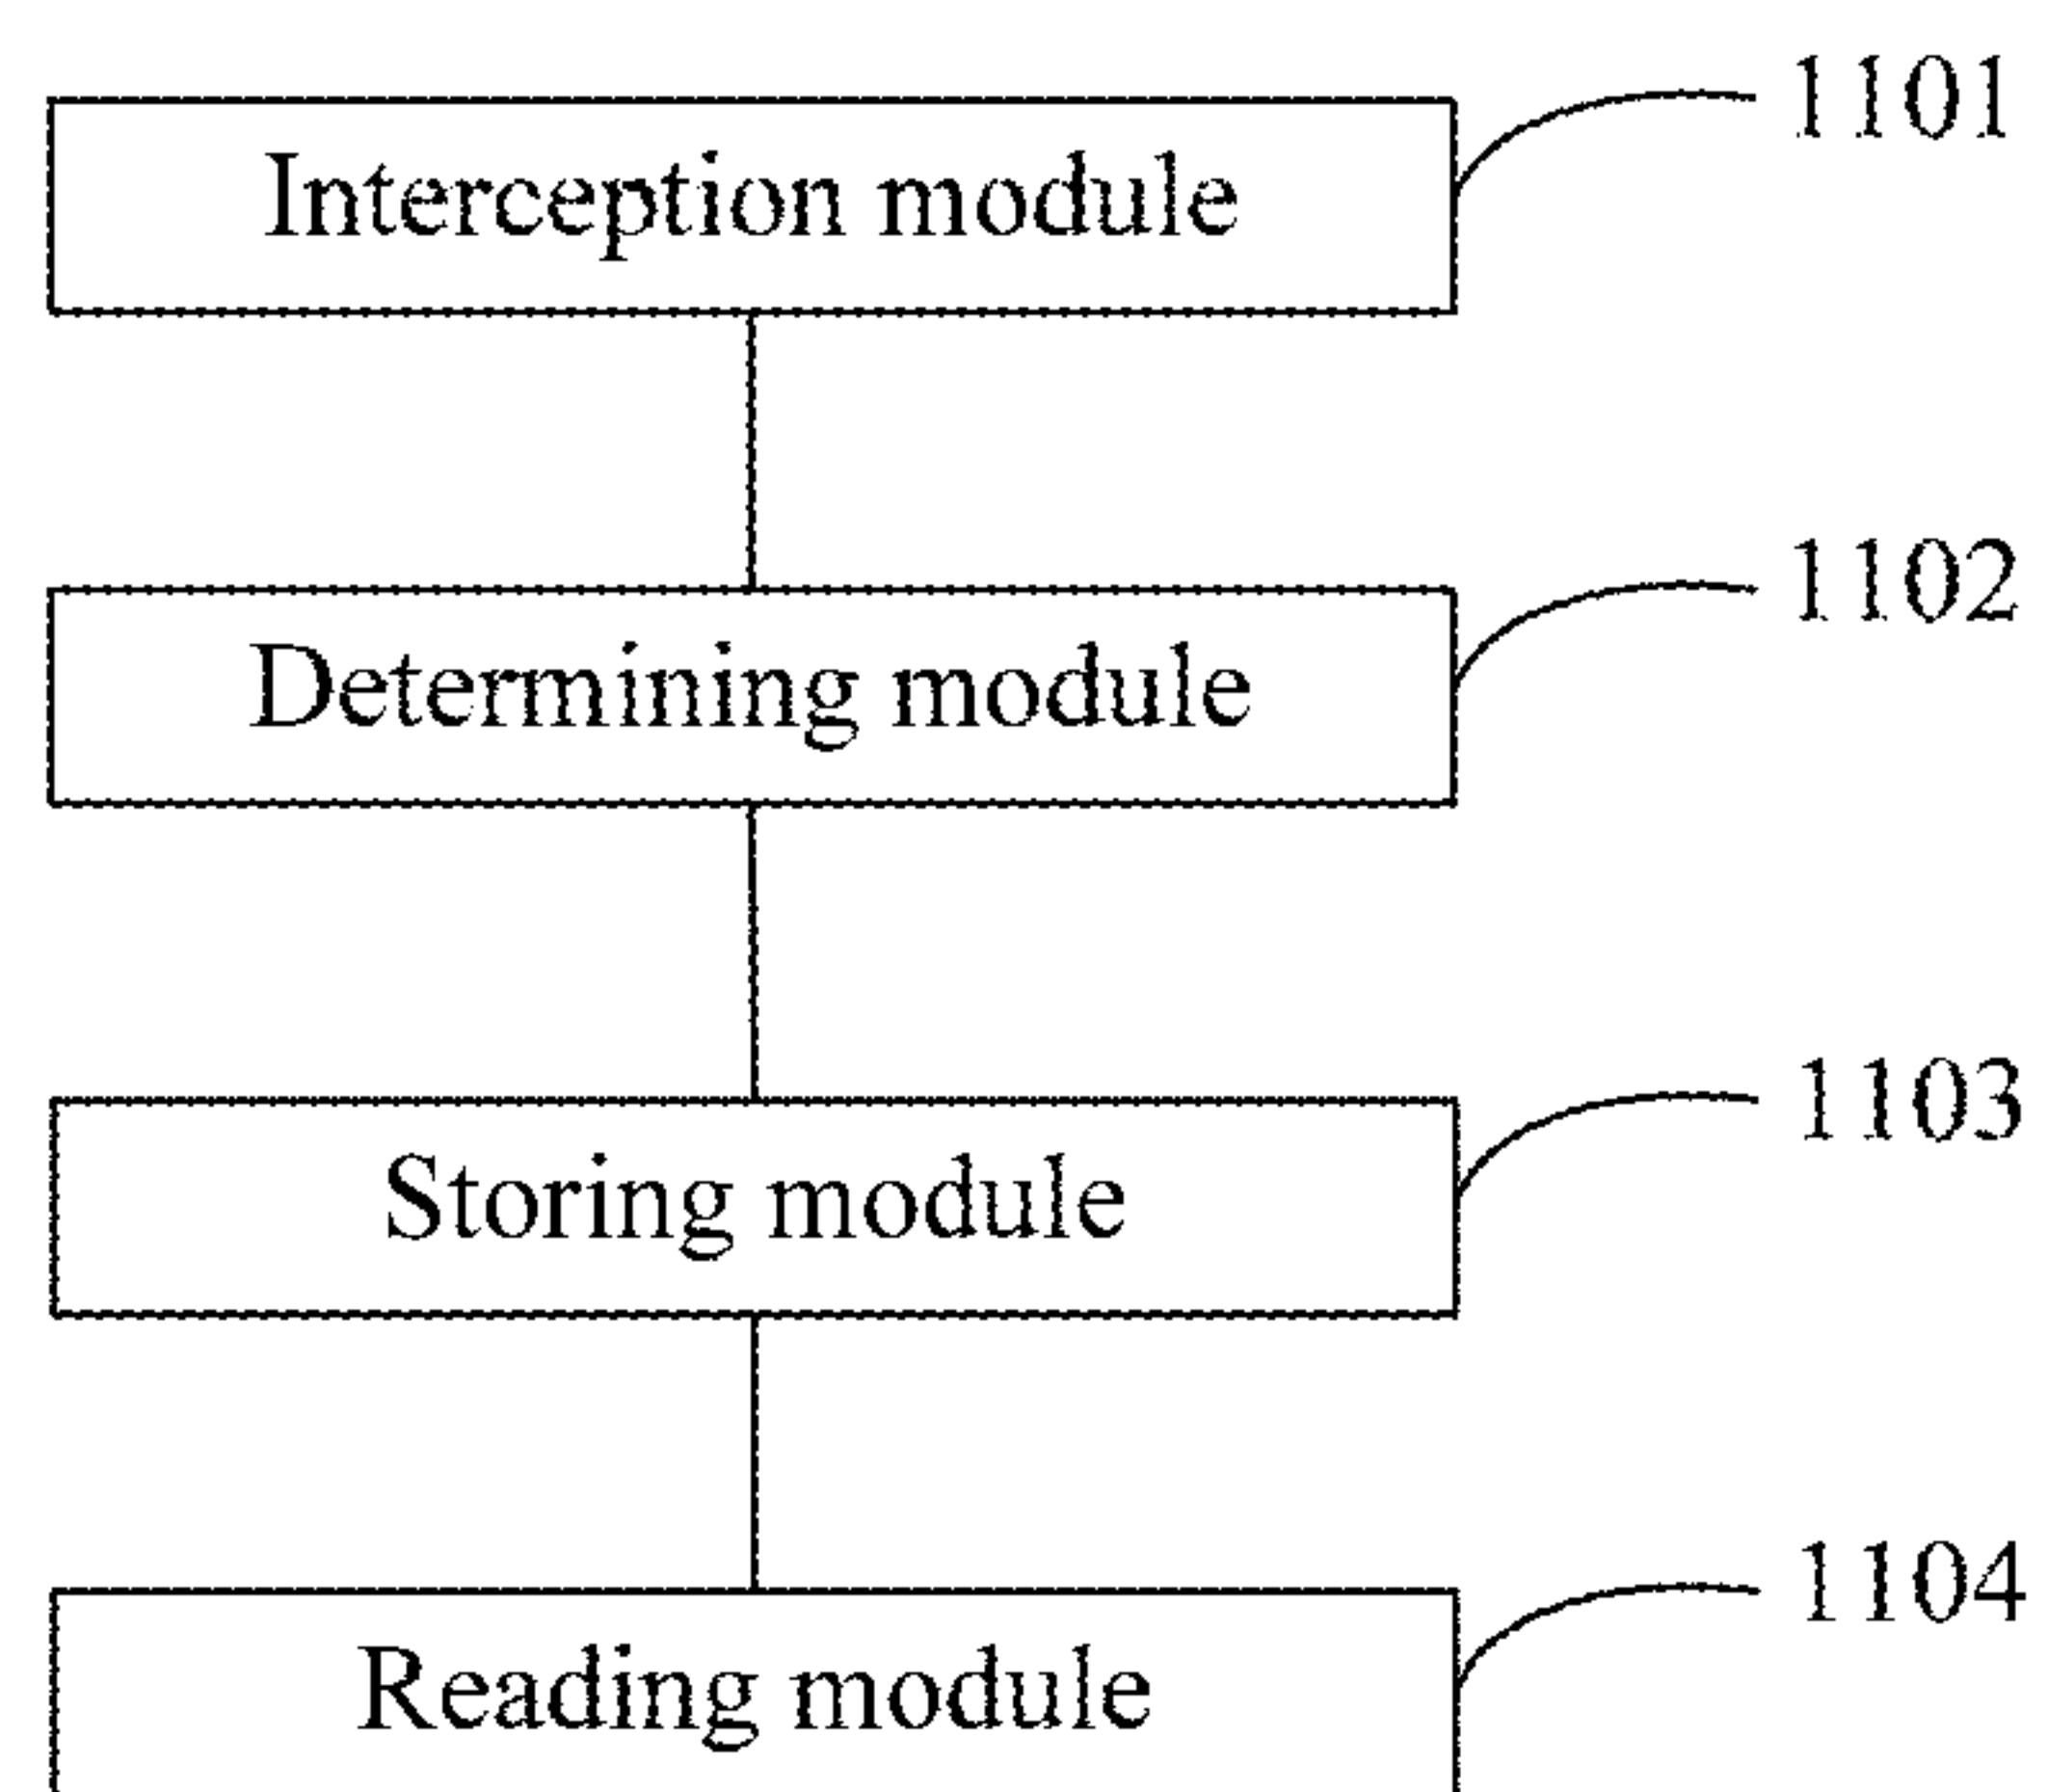 1101
Interception module
1102
Determining module
1103
Storing module
1104
Reading module